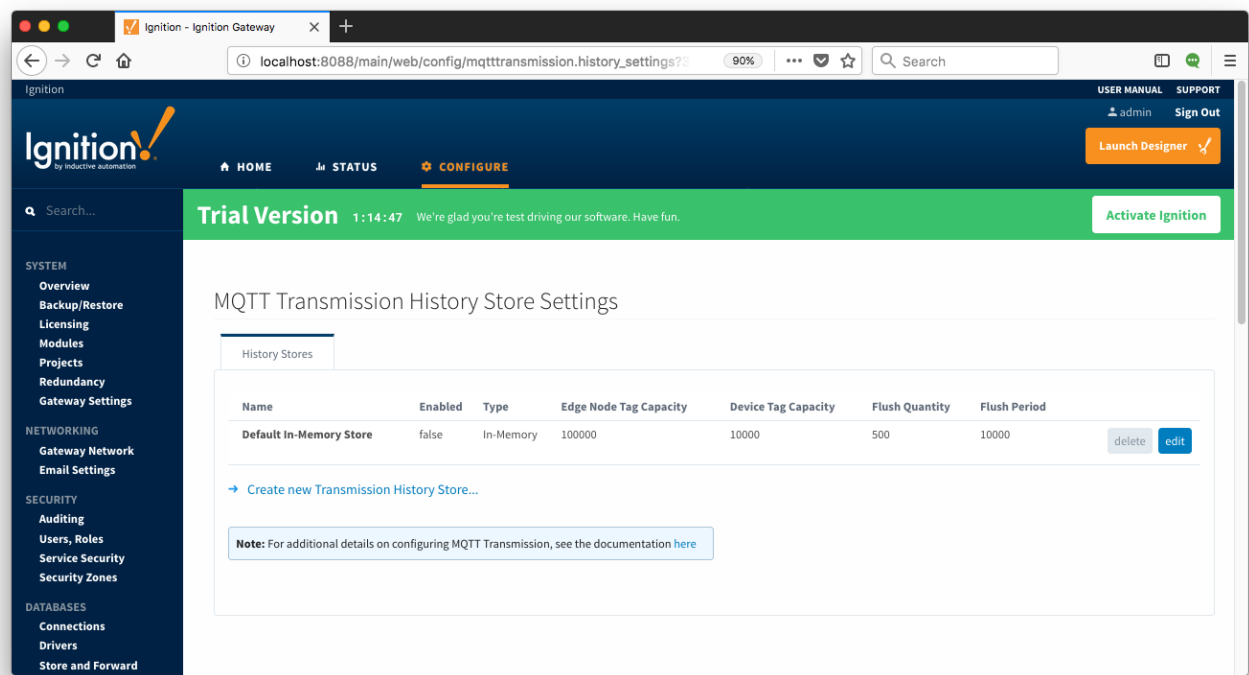 Ignition - Ignition Gateway
localhost:8088/main/web/config/mqtttransmission.history_settings?
90%
Search
Ignition
USER MANUAL SUPPORT
admin Sign Out
Ignition!
by inductive automation
Launch Designer
HOME STATUS CONFIGURE
Search...
Trial Version 1:14:47 We're glad you're test driving our software. Have fun.
Activate Ignition
SYSTEM
Overview
Backup/Restore
Licensing
Modules
Projects
Redundancy
Gateway Settings
NETWORKING
Gateway Network
Email Settings
SECURITY
Auditing
Users, Roles
Service Security
Security Zones
DATABASES
Connections
Drivers
Store and Forward
MQTT Transmission History Store Settings
History Stores
Name Enabled Type Edge Node Tag Capacity Device Tag Capacity Flush Quantity Flush Period
Default In-Memory Store false In-Memory 100000 10000 500 10000 delete edit
Create new Transmission History Store...
Note: For additional details on configuring MQTT Transmission, see the documentation here